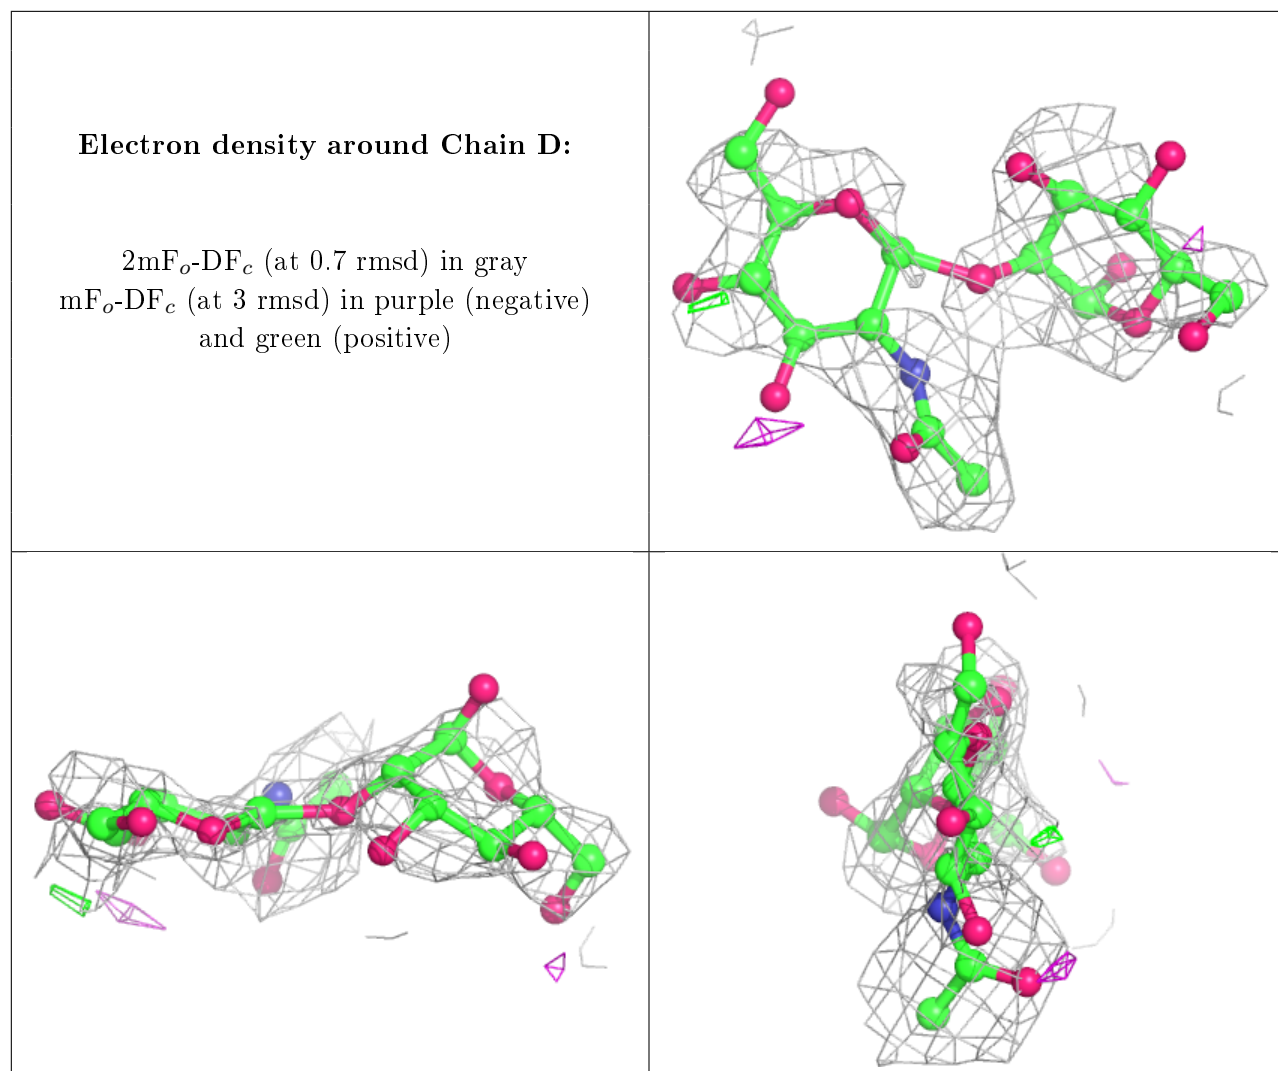 Electron density around Chain D:
2mFₒ-DF𝒸 (at 0.7 rmsd) in gray
mFₒ-DF𝒸 (at 3 rmsd) in purple (negative)
and green (positive)